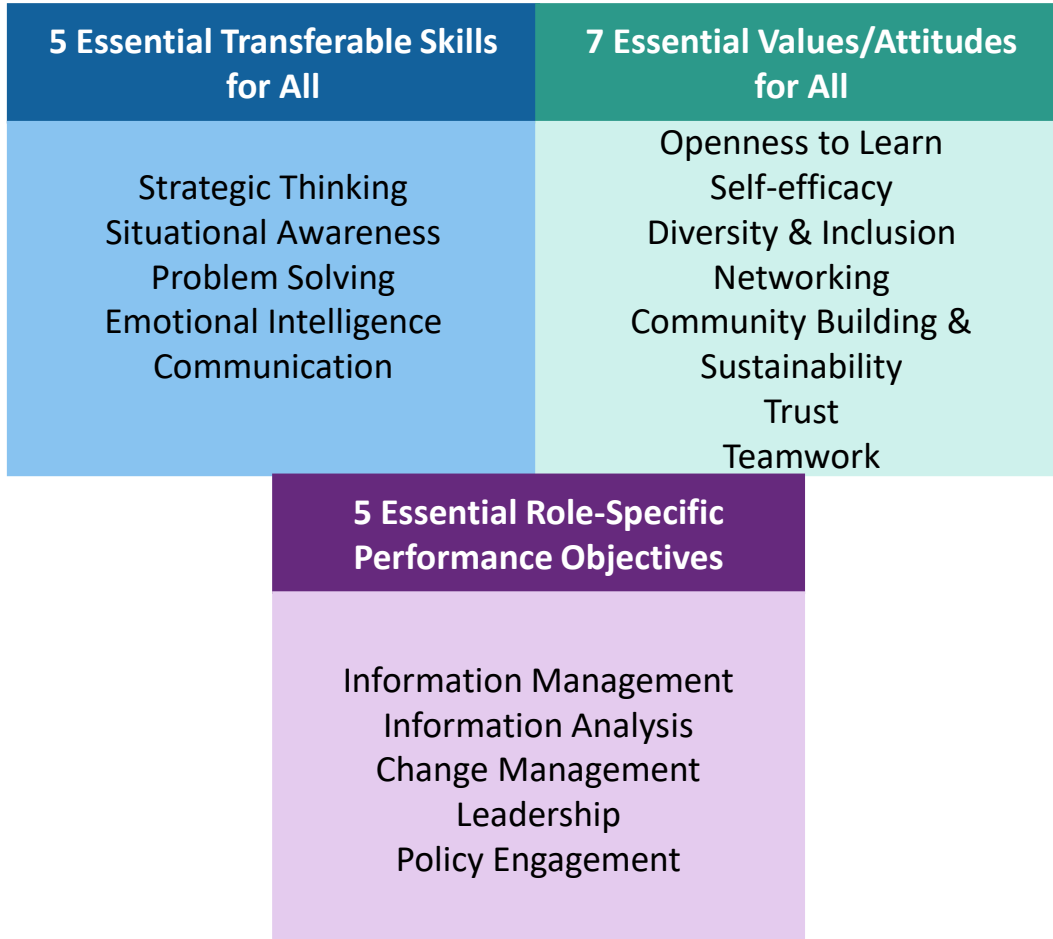 5 Essential Transferable Skills
for All
Strategic Thinking
Situational Awareness
Problem Solving
Emotional Intelligence
Communication
7 Essential Values/Attitudes
for All
Openness to Learn
Self-efficacy
Diversity & Inclusion
Networking
Community Building &
Sustainability
Trust
Teamwork
5 Essential Role-Specific
Performance Objectives
Information Management
Information Analysis
Change Management
Leadership
Policy Engagement